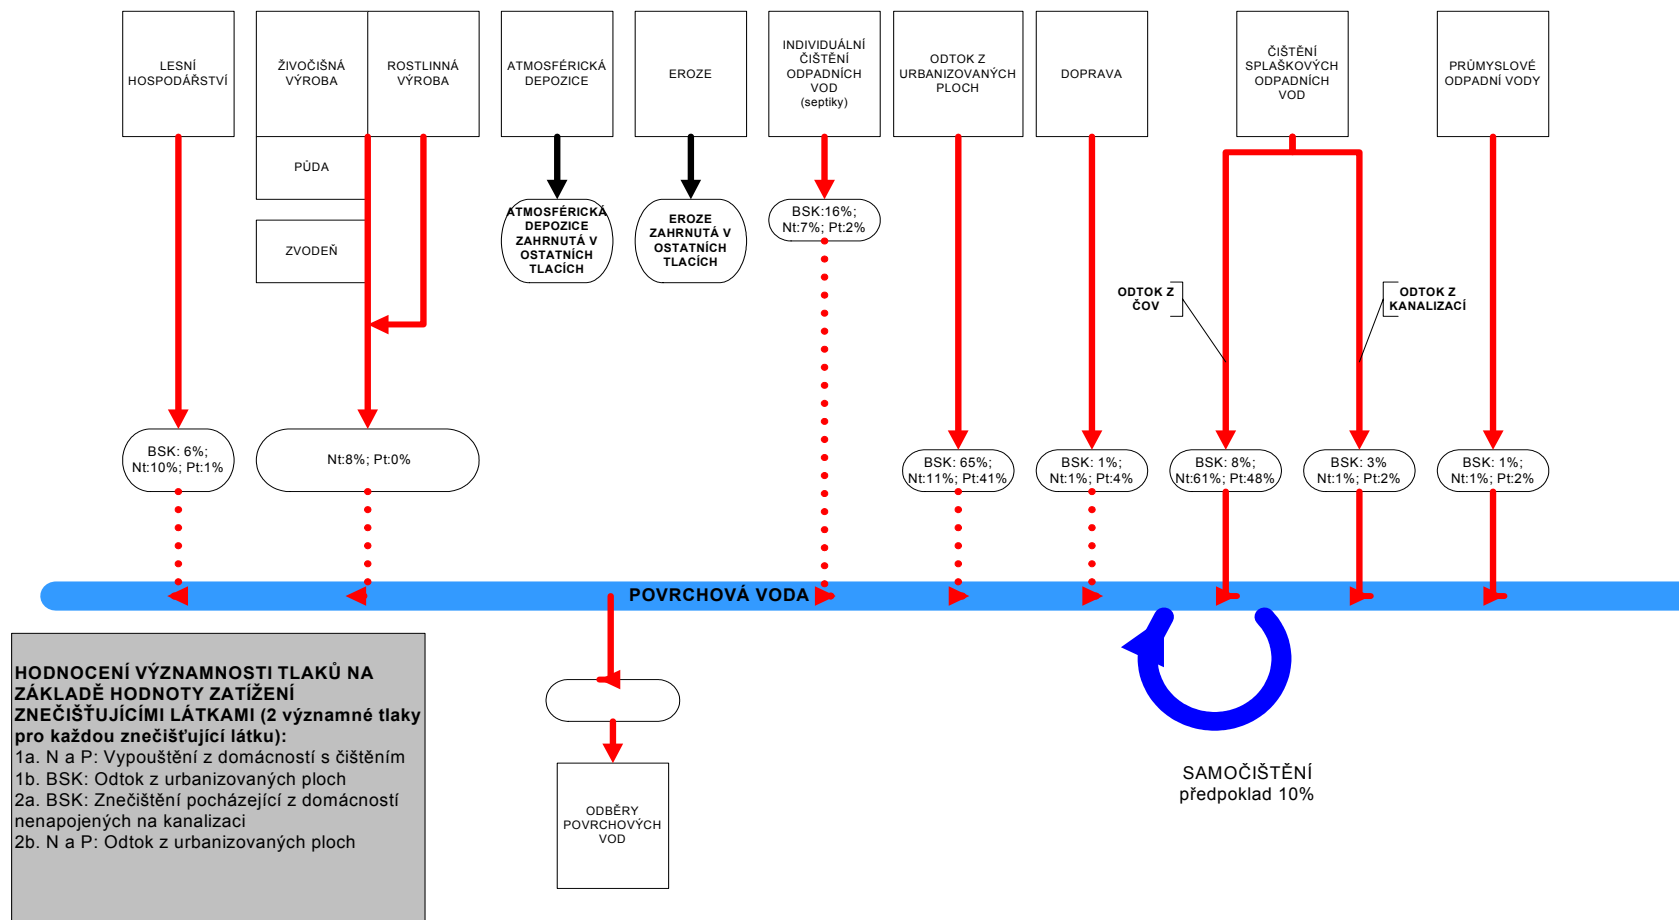 LESNÍ
HOSPODÁŘSTVÍ
ŽIVOČIŠNÁ
VÝROBA
ROSTLINNÁ
VÝROBA
ATMOSFÉRICKÁ
DEPOZICE
EROZE
INDIVIDUÁLNÍ
ČIŠTĚNÍ
ODPADNÍCH
VOD
(septiky)
ODTOK Z
URBANIZOVANÝCH
PLOCH
DOPRAVA
ČIŠTĚNÍ
SPLAŠKOVÝCH
ODPADNÍCH
VOD
PRŮMYSLOVÉ
ODPADNÍ VODY
PŮDA
ZVODEŇ
ATMOSFÉRICKÁ
DEPOZICE
ZAHRNUTÁ V
OSTATNÍCH
TLACÍCH
EROZE
ZAHRNUTÁ V
OSTATNÍCH
TLACÍCH
BSK:16%;
Nt:7%; Pt:2%
ODTOK Z
ČOV
ODTOK Z
KANALIZACÍ
BSK: 6%;
Nt:10%; Pt:1%
Nt:8%; Pt:0%
BSK: 65%;
Nt:11%; Pt:41%
BSK: 1%;
Nt:1%; Pt:4%
BSK: 8%;
Nt:61%; Pt:48%
BSK: 3%
Nt:1%; Pt:2%
BSK: 1%;
Nt:1%; Pt:2%
POVRCHOVÁ VODA
HODNOCENÍ VÝZNAMNOSTI TLAKŮ NA
ZÁKLADĚ HODNOTY ZATÍŽENÍ
ZNEČIŠŤUJÍCÍMI LÁTKAMI (2 významné tlaky
pro každou znečišťující látku):
1a. N a P: Vypouštění z domácností s čištěním
1b. BSK: Odtok z urbanizovaných ploch
2a. BSK: Znečištění pocházející z domácností
nenapojených na kanalizaci
2b. N a P: Odtok z urbanizovaných ploch
ODBĚRY
POVRCHOVÝCH
VOD
SAMOČIŠTĚNÍ
předpoklad 10%